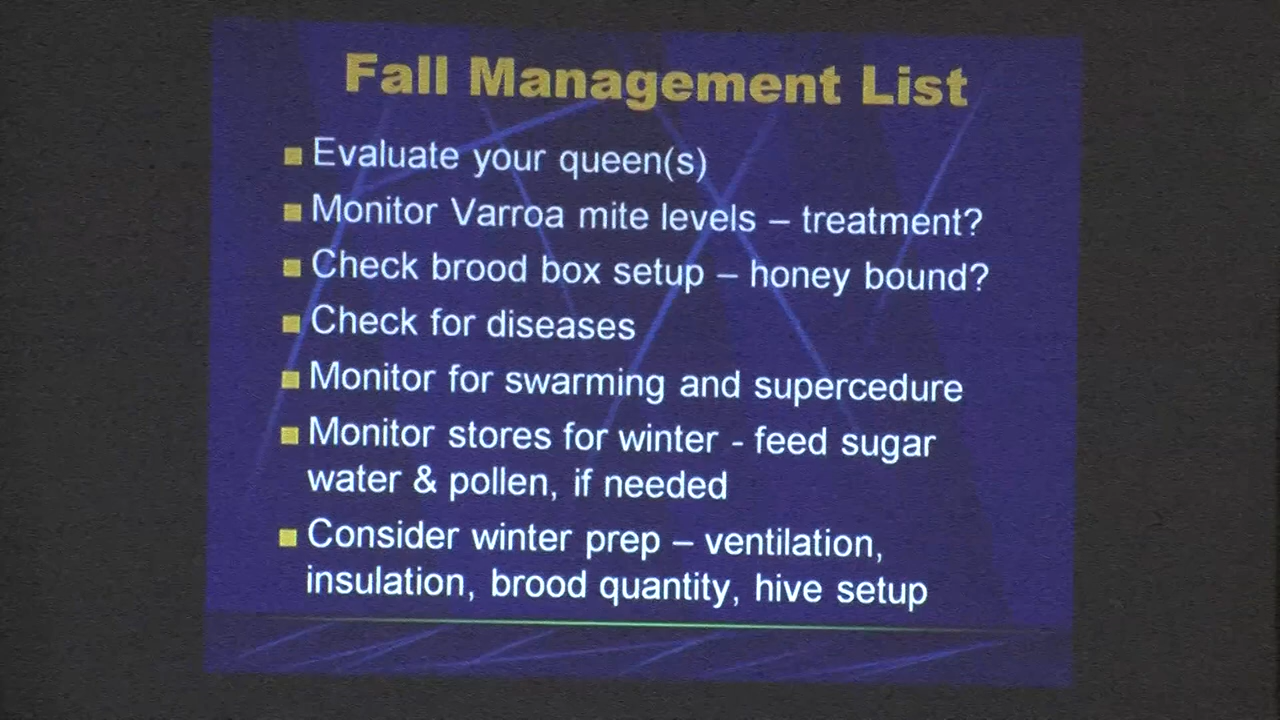 Fall Management List
Evaluate your queen(s)
Monitor Varroa mite levels – treatment?
Check brood box setup – honey bound?
Check for diseases
Monitor for swarming and supercedure
Monitor stores for winter - feed sugar
water & pollen, if needed
Consider winter prep – ventilation,
insulation, brood quantity, hive setup